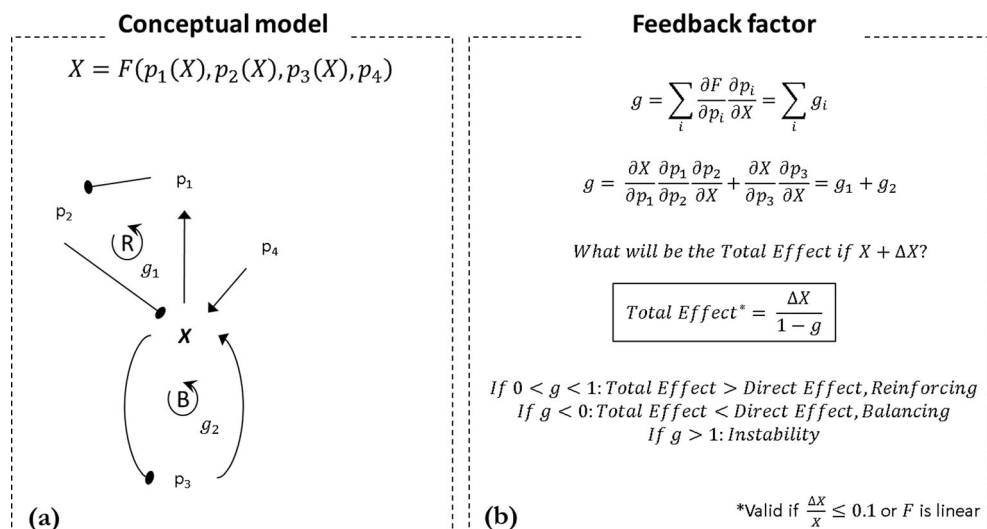 Conceptual model
X = F(p₁(X), p₂(X), p₃(X), p₄)
p₁
p₂
R
g₁
p₄
X
B
g₂
p₃
(a)
Feedback factor
g = ∑ᵢ ∂F/∂pᵢ ∂pᵢ/∂X = ∑ᵢ gᵢ
g = ∂X/∂p₁ ∂p₁/∂p₂ ∂p₂/∂X + ∂X/∂p₃ ∂p₃/∂X = g₁ + g₂
What will be the Total Effect if X + ΔX?
Total Effect* = ΔX/(1 − g)
If 0 < g < 1: Total Effect > Direct Effect, Reinforcing
If g < 0: Total Effect < Direct Effect, Balancing
If g > 1: Instability
(b)
*Valid if ΔX/X ≤ 0.1 or F is linear